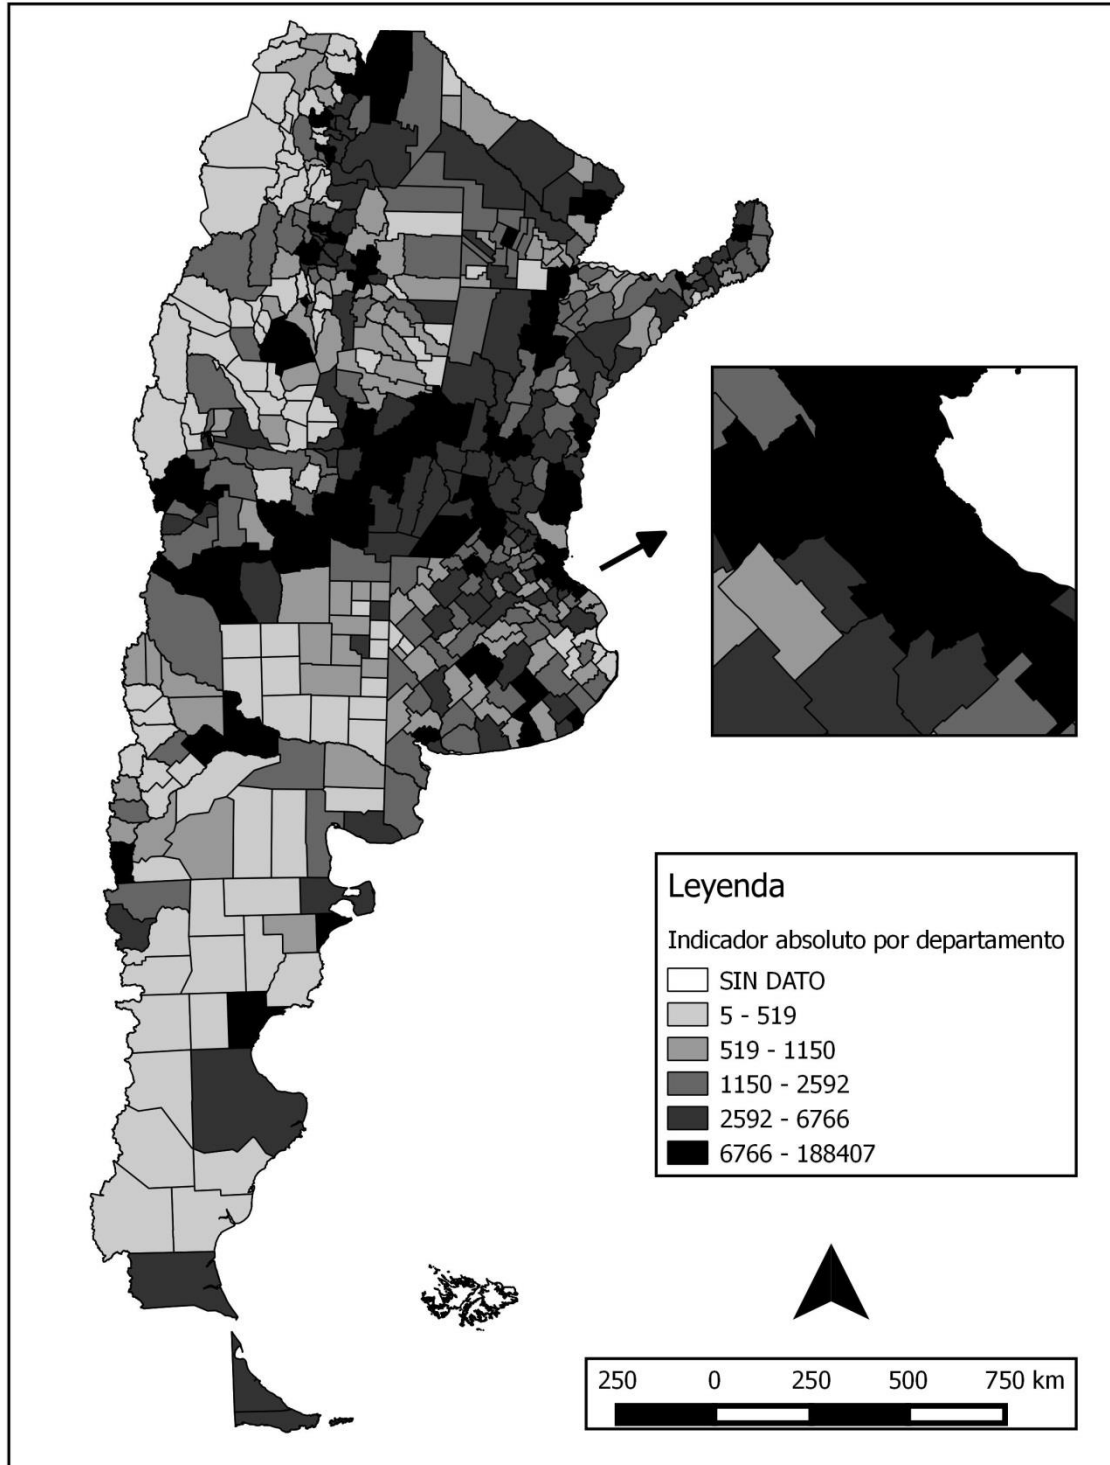 Leyenda
Indicador absoluto por departamento
SIN DATO
5 - 519
519 - 1150
1150 - 2592
2592 - 6766
6766 - 188407
250 0 250 500 750 km